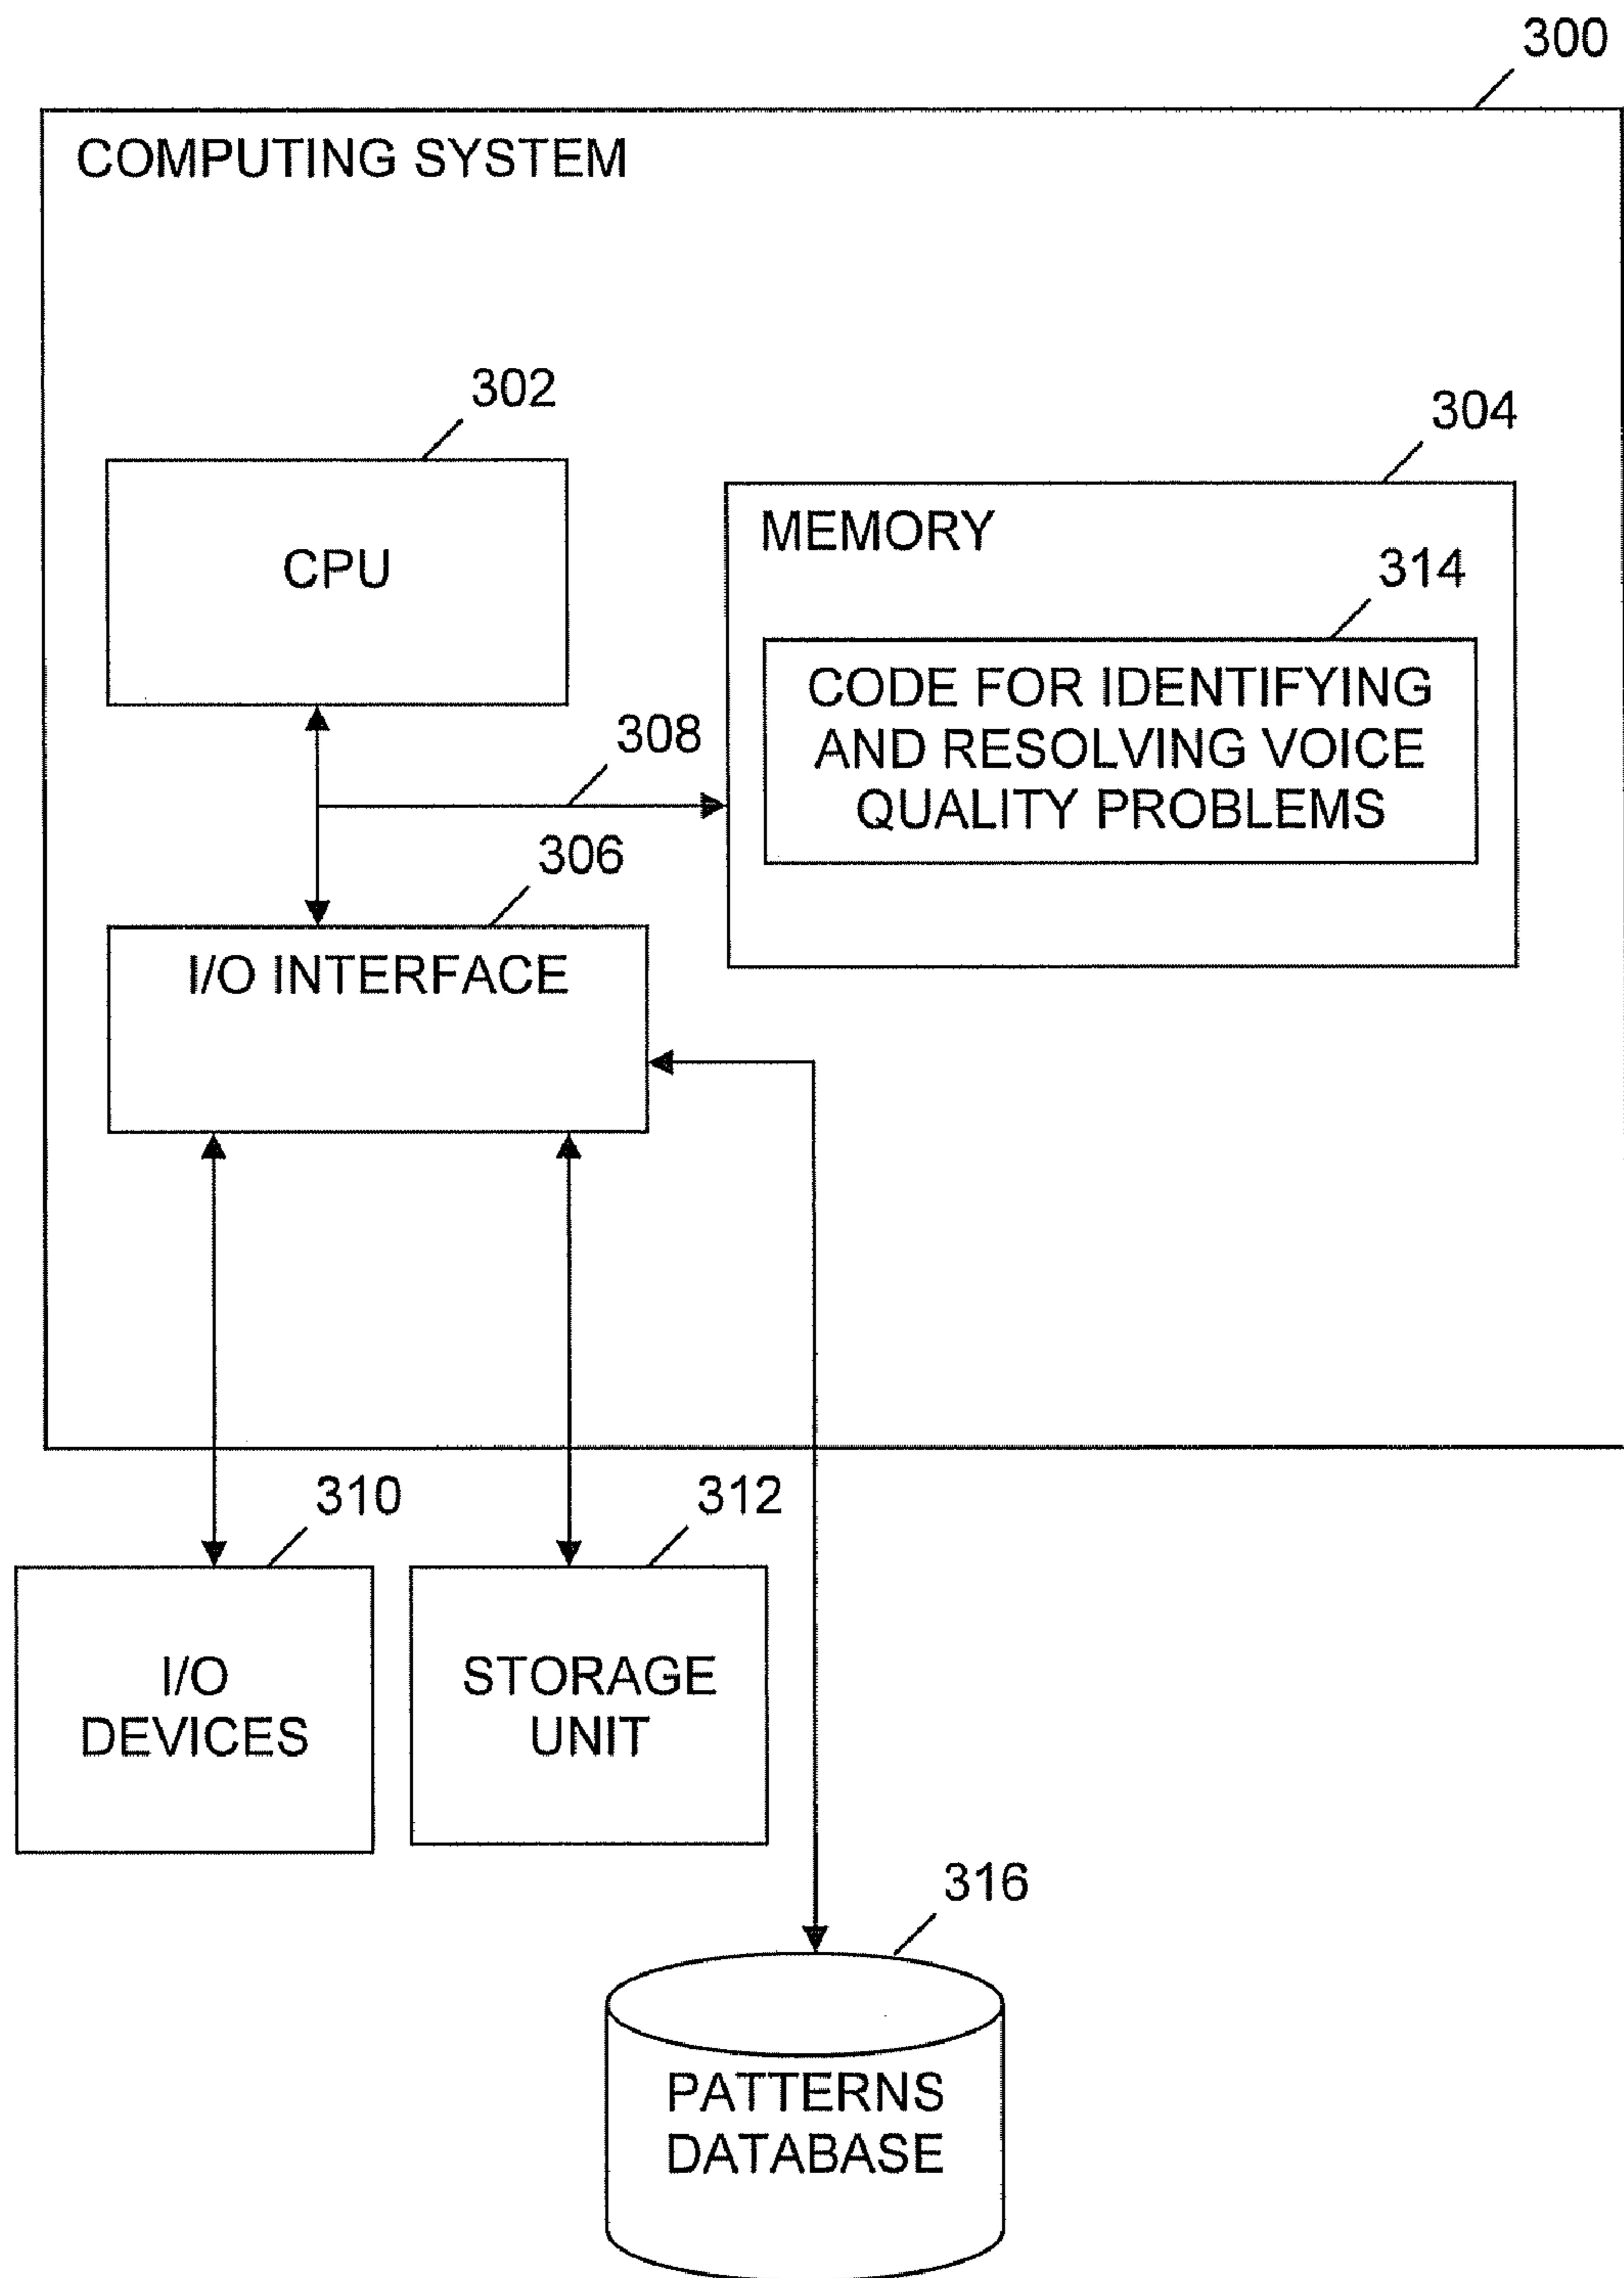 300
COMPUTING SYSTEM
302
304
CPU
MEMORY
314
CODE FOR IDENTIFYING
AND RESOLVING VOICE
QUALITY PROBLEMS
308
306
I/O INTERFACE
310
312
I/O
DEVICES
STORAGE
UNIT
316
PATTERNS
DATABASE